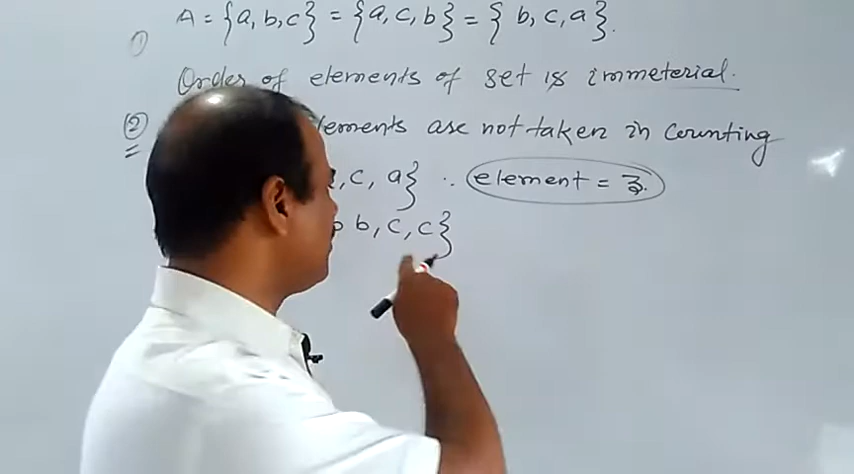 1) A = {a, b, c} = {a, c, b} = { b, c, a}.
Order of elements of set is immeterial.
② elements are not taken in counting
, c, a} ∴ element = 3.
b, c, c}